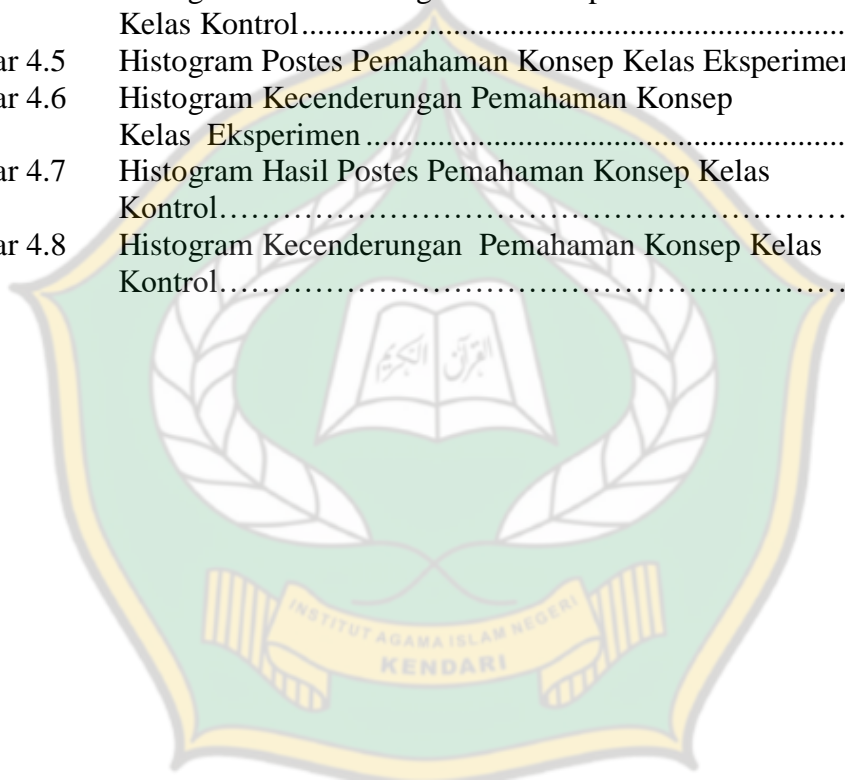 Kelas Kontrol........................................................................
ar 4.5 Histogram Postes Pemahaman Konsep Kelas Eksperimen
ar 4.6 Histogram Kecenderungan Pemahaman Konsep
Kelas Eksperimen............................................................
ar 4.7 Histogram Hasil Postes Pemahaman Konsep Kelas
Kontrol……………………………………………………………
ar 4.8 Histogram Kecenderungan Pemahaman Konsep Kelas
Kontrol……………………………………………………………
القرآن الكريم
INSTITUT AGAMA ISLAM NEGERI
KENDARI